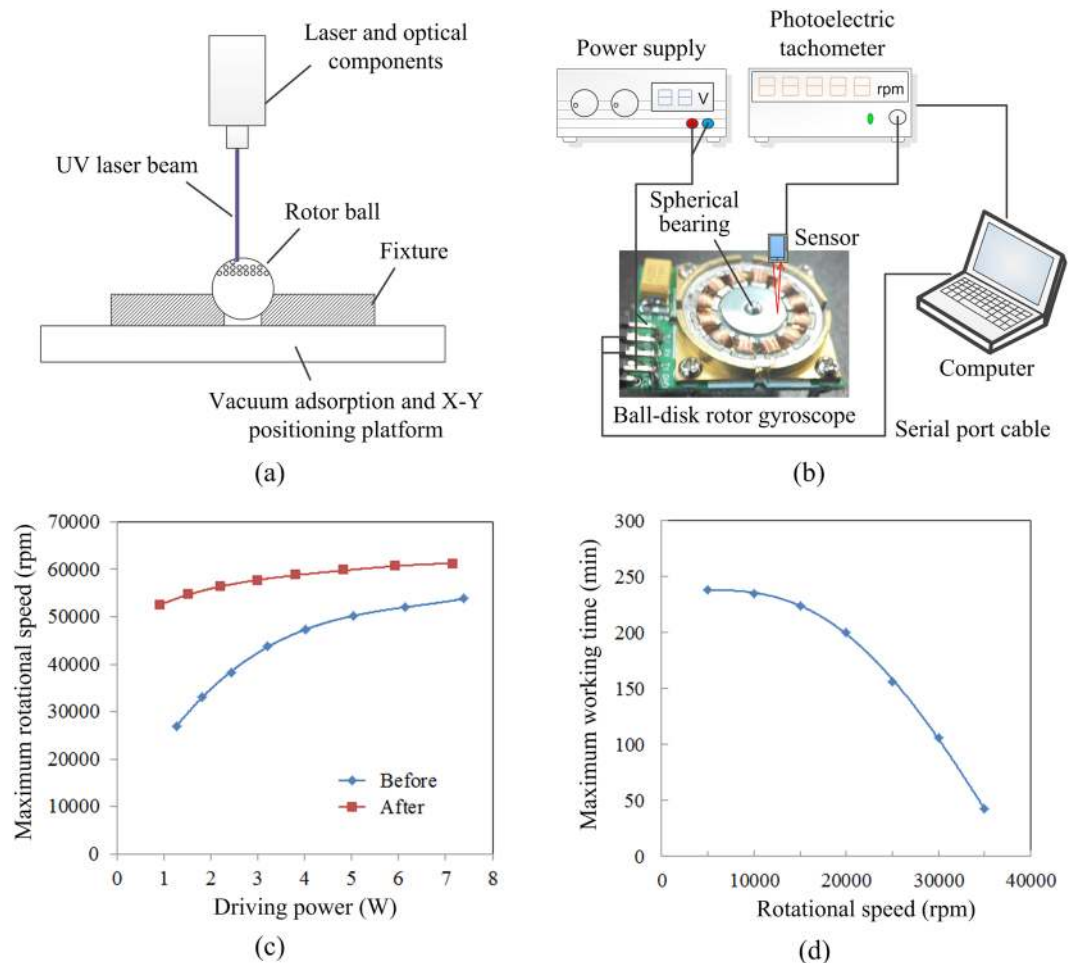 Laser and optical
components
UV laser beam
Rotor ball
Fixture
Vacuum adsorption and X-Y
positioning platform
(a)
Photoelectric
tachometer
Power supply
V
rpm
Spherical
bearing
Sensor
Computer
Ball-disk rotor gyroscope
Serial port cable
(b)
Maximum rotational speed (rpm)
70000
60000
50000
40000
30000
20000
10000
0
Before
After
0 1 2 3 4 5 6 7 8
Driving power (W)
(c)
Maximum working time (min)
300
250
200
150
100
50
0
0 10000 20000 30000 40000
Rotational speed (rpm)
(d)